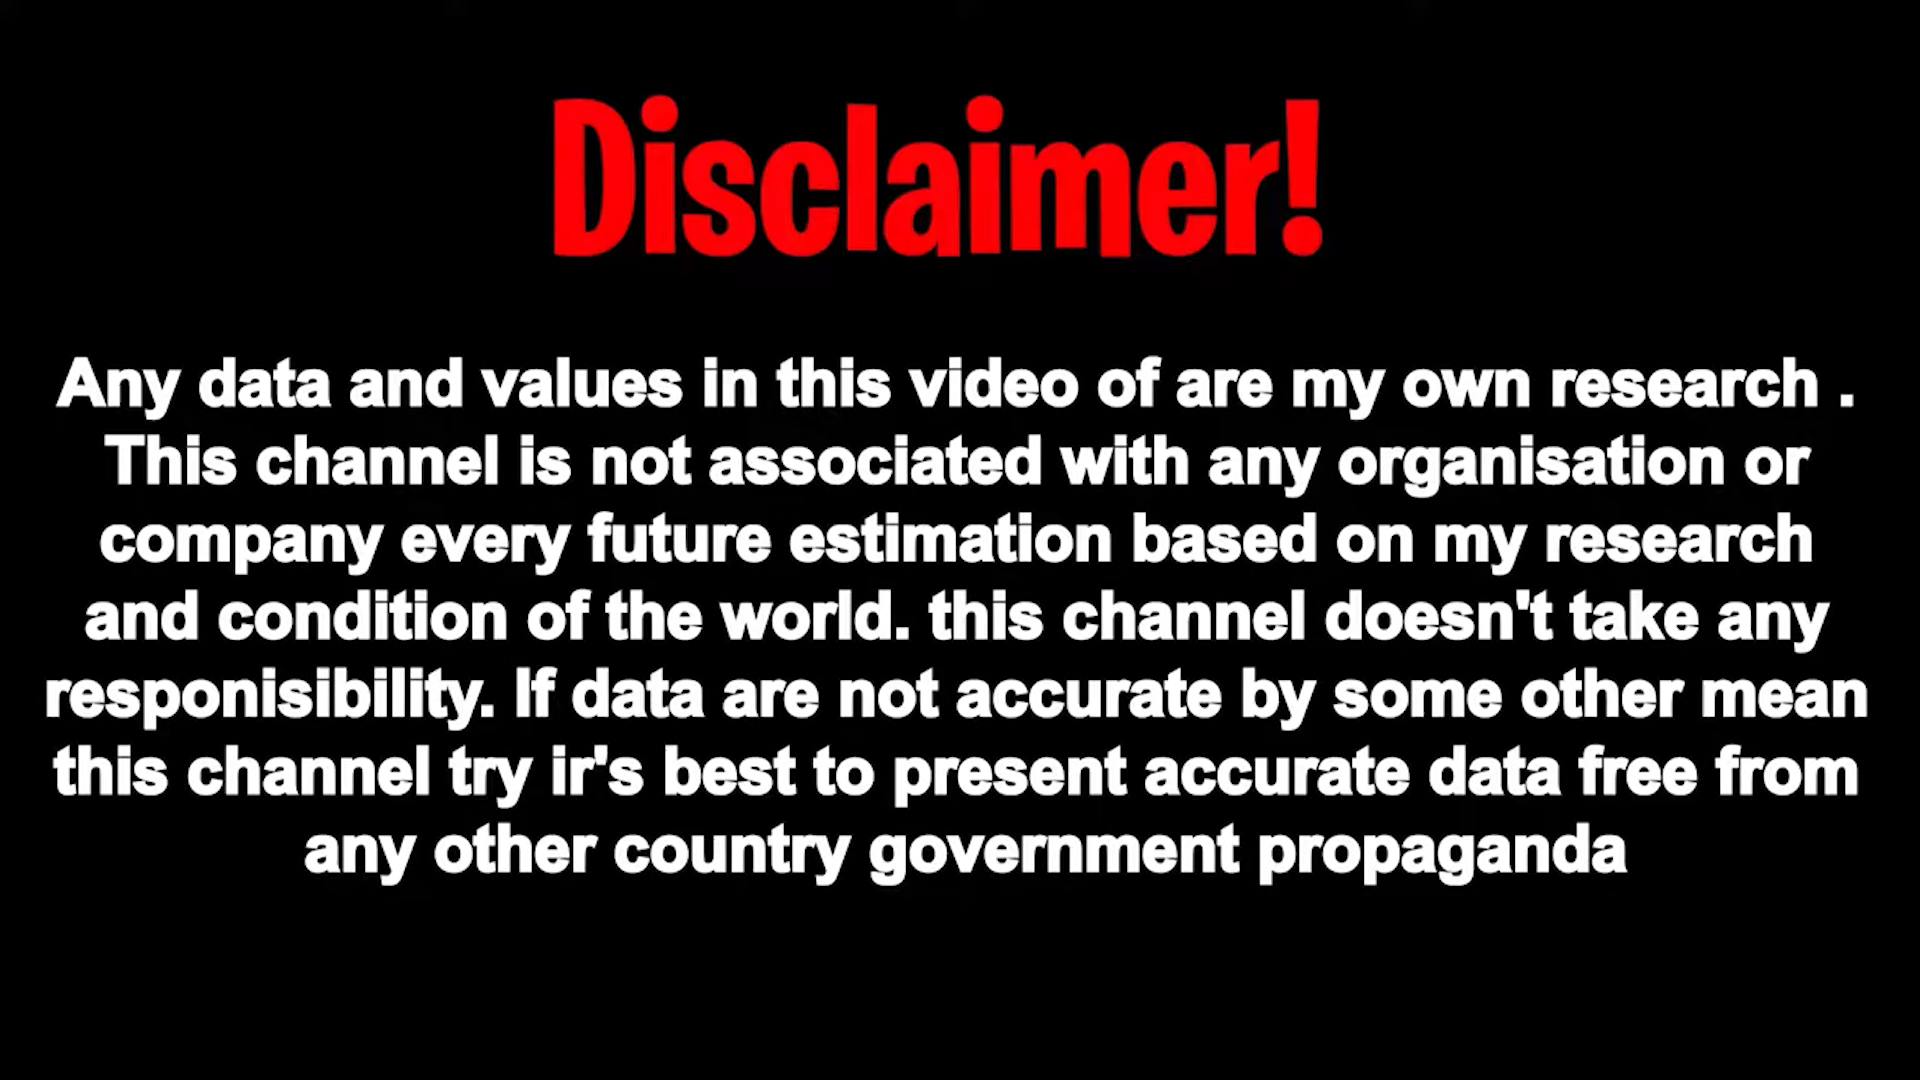 Disclaimer!
Any data and values in this video of are my own research .
This channel is not associated with any organisation or
company every future estimation based on my research
and condition of the world. this channel doesn't take any
responisibility. If data are not accurate by some other mean
this channel try ir's best to present accurate data free from
any other country government propaganda